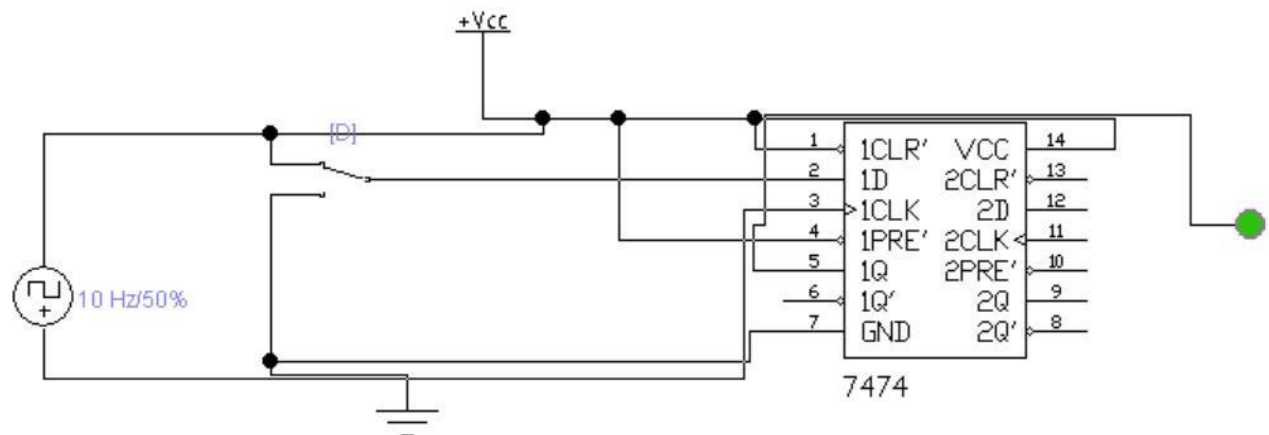 +Vcc
[D]
10 Hz/50%
1 1CLR' VCC 14
2 1D 2CLR' 13
3 1CLK 2D 12
4 1PRE' 2CLK 11
5 1Q 2PRE' 10
6 1Q' 2Q 9
7 GND 2Q' 8
7474